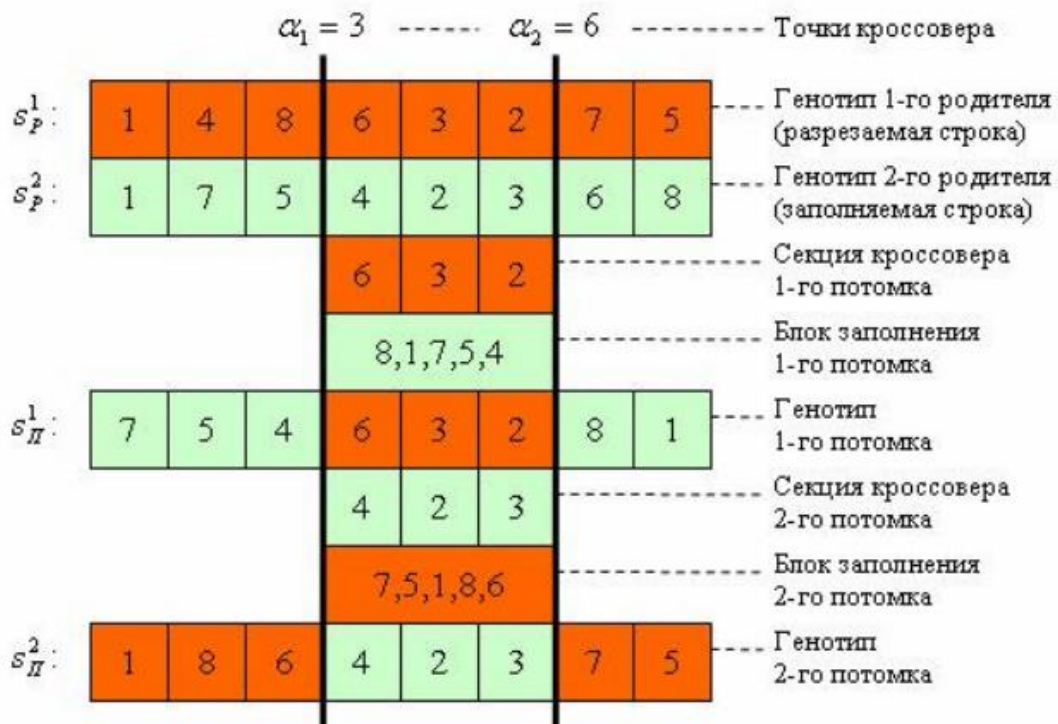 α₁ = 3 ------ α₂ = 6 ------ Точки кроссовера
s¹_P: 1 4 8 6 3 2 7 5 Генотип 1-го родителя
(разрезаемая строка)
s²_P: 1 7 5 4 2 3 6 8 Генотип 2-го родителя
(заполняемая строка)
6 3 2 Секция кроссовера
1-го потомка
8,1,7,5,4 Блок заполнения
1-го потомка
s¹_П: 7 5 4 6 3 2 8 1 Генотип
1-го потомка
4 2 3 Секция кроссовера
2-го потомка
7,5,1,8,6 Блок заполнения
2-го потомка
s²_П: 1 8 6 4 2 3 7 5 Генотип
2-го потомка